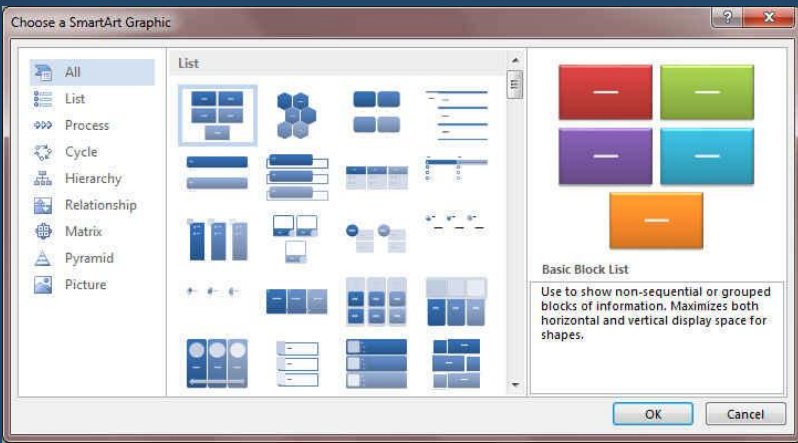 Choose a SmartArt Graphic
All
List
Process
Cycle
Hierarchy
Relationship
Matrix
Pyramid
Picture
List
Basic Block List
Use to show non-sequential or grouped
blocks of information. Maximizes both
horizontal and vertical display space for
shapes.
OK
Cancel